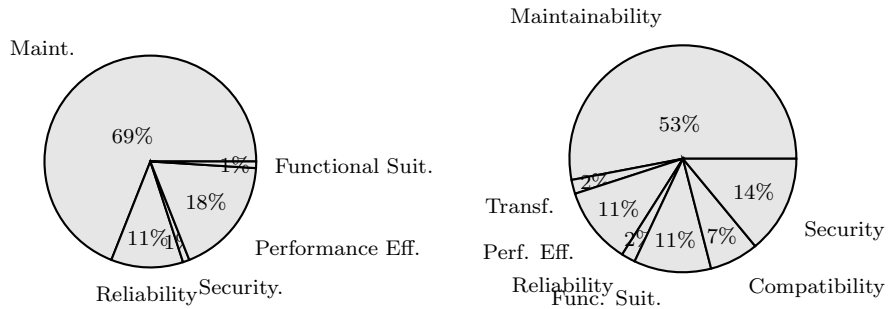 Maint.
69%
1%
Functional Suit.
18%
11%
1%
Performance Eff.
Security.
Reliability
Maintainability
53%
2%
14%
Transf.
11%
Security
2%
11%
7%
Perf. Eff.
Reliability
Compatibility
Func. Suit.